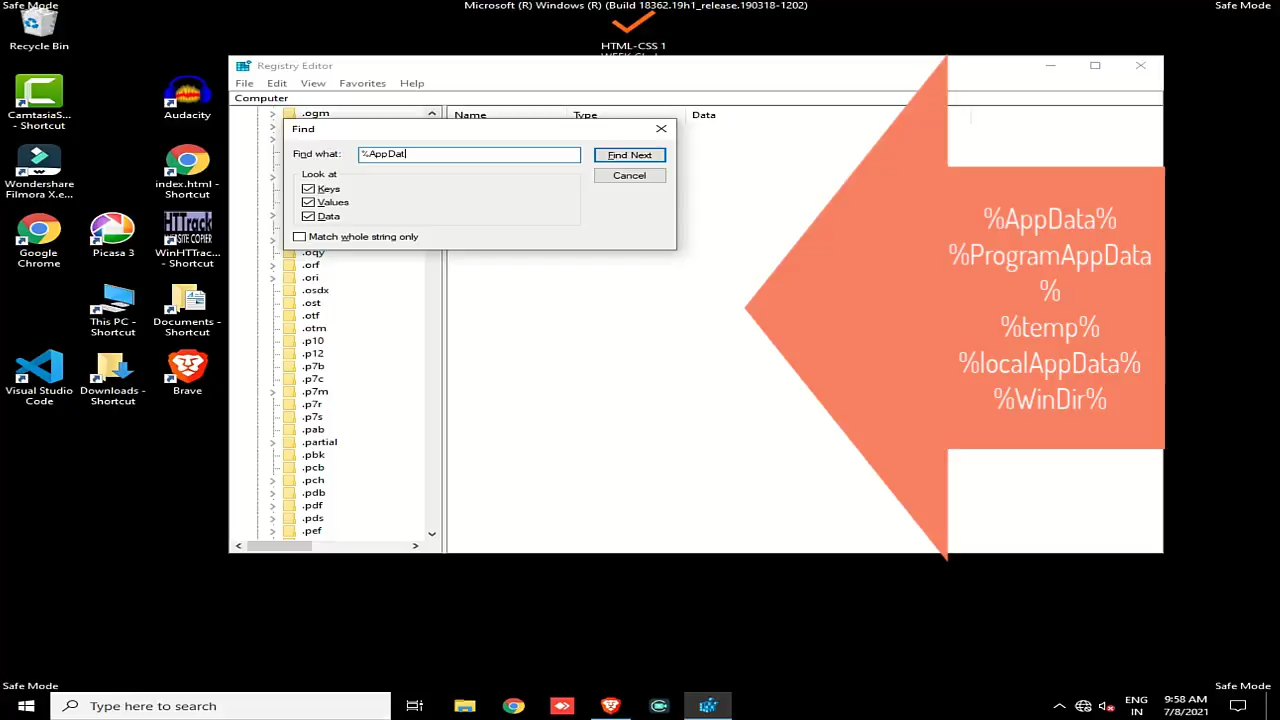 Safe Mode
Microsoft (R) Windows (R) (Build 18362.19h1_release.190318-1202)
Safe Mode
Recycle Bin
HTML-CSS 1
CamtasiaS...
- Shortcut
Audacity
Wondershare
Filmora X.e...
index.html -
Shortcut
Google
Chrome
Picasa 3
HTTrack
WEBSITE COPIER
WinHTTrac...
- Shortcut
This PC -
Shortcut
Documents -
Shortcut
Visual Studio
Code
Downloads -
Shortcut
Brave
Registry Editor
File Edit View Favorites Help
Computer
Name Type Data
.ogm
Find
Find what: %AppDat
Find Next
Look at
Cancel
Keys
Values
Data
Match whole string only
.oqy
.orf
.ori
.osdx
.ost
.otf
.otm
.p10
.p12
.p7b
.p7c
.p7m
.p7r
.p7s
.pab
.partial
.pbk
.pcb
.pch
.pdb
.pdf
.pds
.pef
%AppData%
%ProgramAppData
%
%temp%
%localAppData%
%WinDir%
Safe Mode
Safe Mode
Type here to search
ENG
IN
9:58 AM
7/8/2021